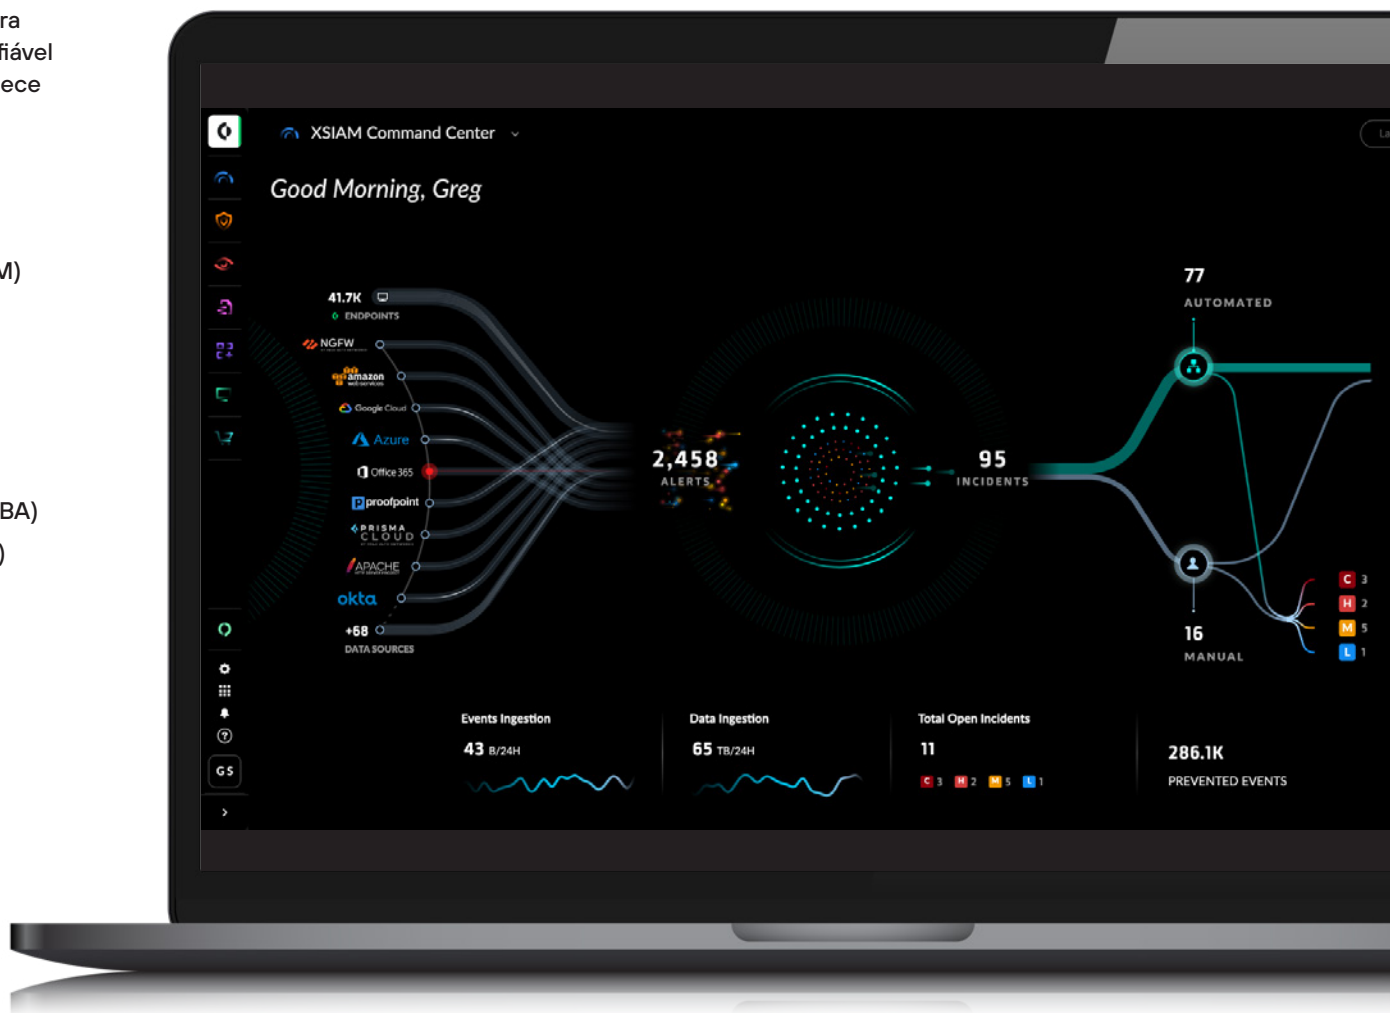 ra
fiável
ece
M)
BA)
)
XSIAM Command Center
La
Good Morning, Greg
41.7K
ENDPOINTS
NGFW
amazon
web services
Google Cloud
Azure
Office 365
proofpoint
PRISMA
CLOUD
APACHE
okta
+68
DATA SOURCES
2,458
ALERTS
95
INCIDENTS
77
AUTOMATED
16
MANUAL
C 3
H 2
M 5
L 1
Events Ingestion
43 B/24H
Data Ingestion
65 TB/24H
Total Open Incidents
11
C 3 H 2 M 5 L 1
286.1K
PREVENTED EVENTS
GS